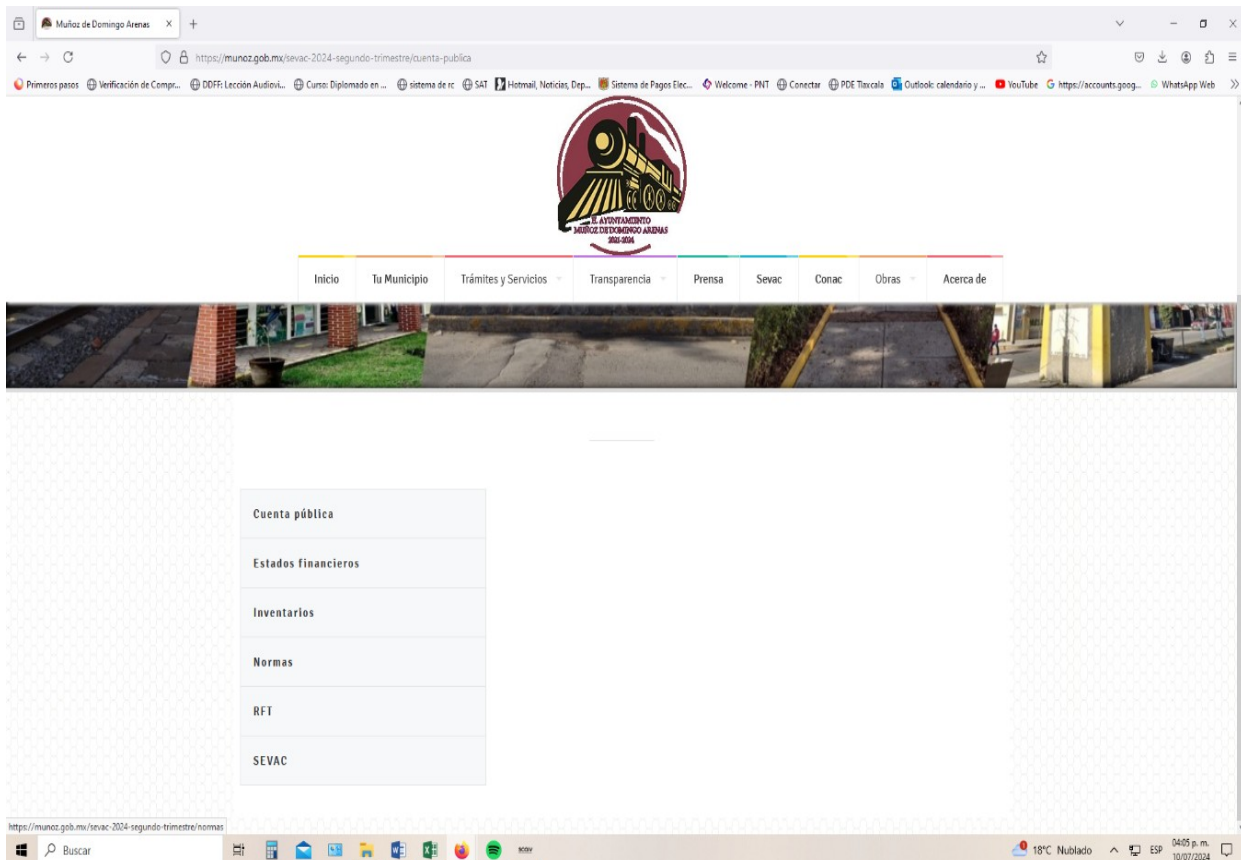 Muñoz de Domingo Arenas
https://munoz.gob.mx/sevac-2024-segundo-trimestre/cuenta-publica
Primeros pasos Verificación de Compr... DDFF: Lección Audiovi... Curso: Diplomado en ... sistema de rc SAT Hotmail, Noticias, Dep... Sistema de Pagos Elec... Welcome - PNT Conectar PDE Tlaxcala Outlook: calendario y ... YouTube https://accounts.goog... WhatsApp Web
EL AYUNTAMIENTO
MUÑOZ DE DOMINGO ARENAS
2021-2024
Inicio Tu Municipio Trámites y Servicios Transparencia Prensa Sevac Conac Obras Acerca de
Cuenta pública
Estados financieros
Inventarios
Normas
RFT
SEVAC
https://munoz.gob.mx/sevac-2024-segundo-trimestre/normas
Buscar 18°C Nublado ESP 04:05 p. m.
10/07/2024